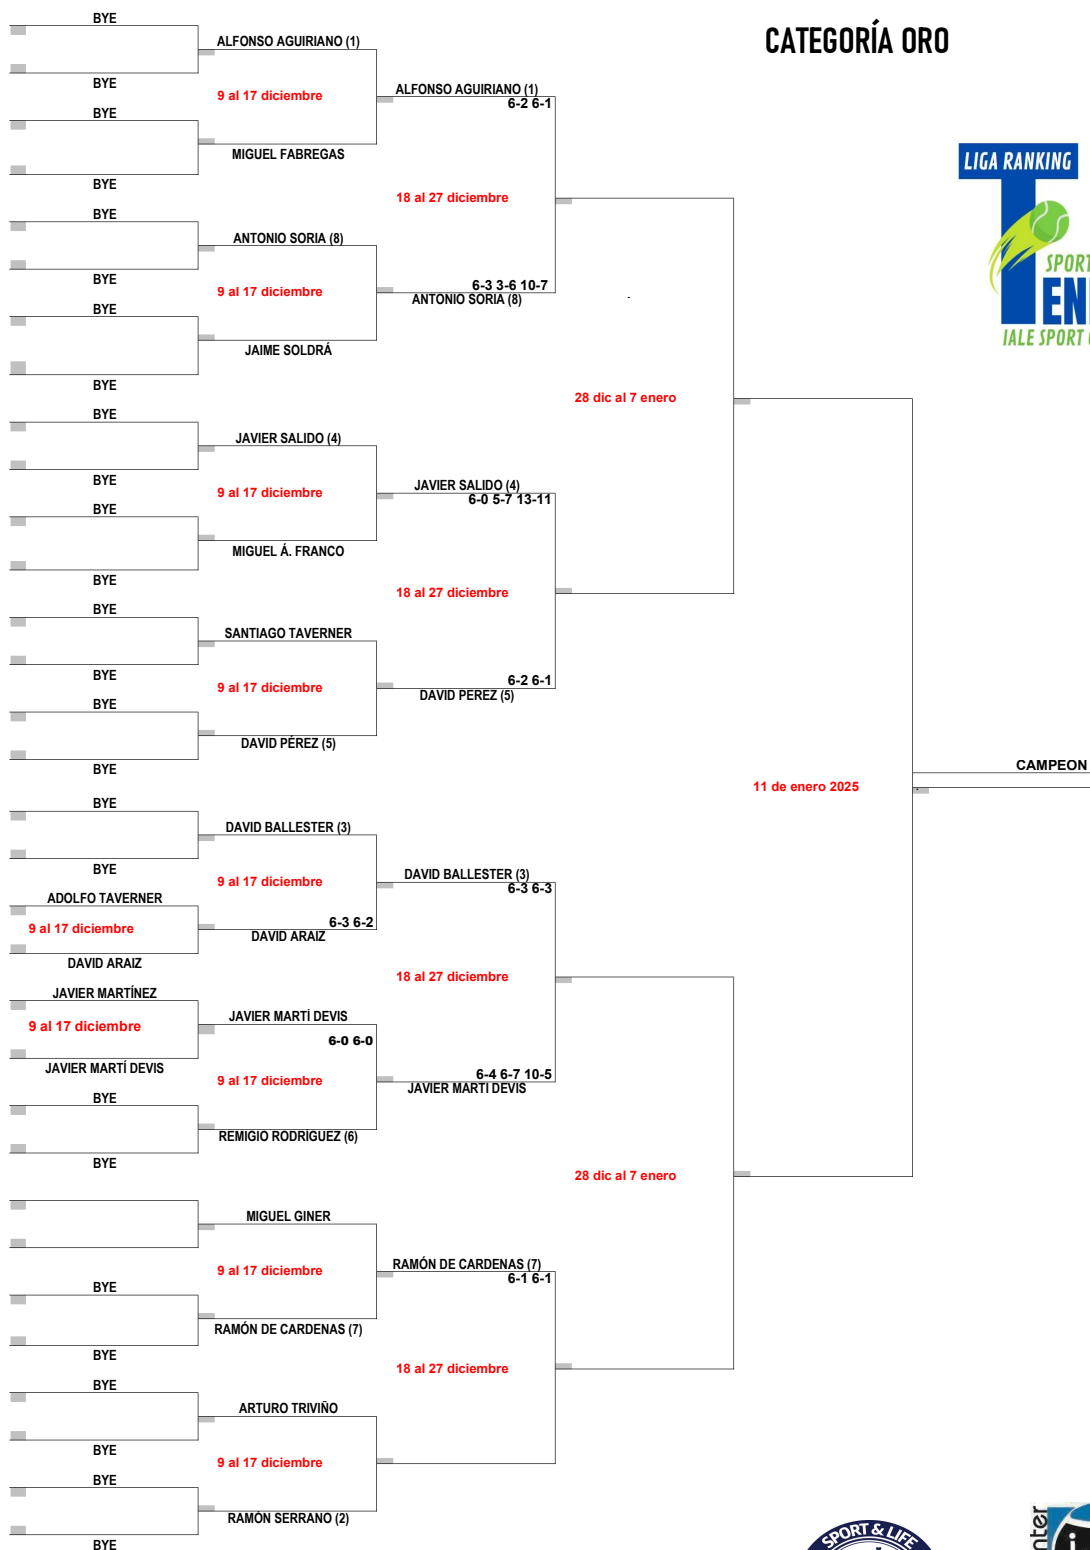 CATEGORÍA ORO
BYE
ALFONSO AGUIRIANO (1)
BYE
9 al 17 diciembre
ALFONSO AGUIRIANO (1)
6-2 6-1
BYE
MIGUEL FABREGAS
BYE
18 al 27 diciembre
BYE
ANTONIO SORIA (8)
BYE
9 al 17 diciembre
6-3 3-6 10-7
ANTONIO SORIA (8)
BYE
JAIME SOLDRÁ
BYE
28 dic al 7 enero
BYE
JAVIER SALIDO (4)
BYE
9 al 17 diciembre
JAVIER SALIDO (4)
6-0 5-7 13-11
BYE
MIGUEL Á. FRANCO
BYE
18 al 27 diciembre
BYE
SANTIAGO TAVERNER
BYE
9 al 17 diciembre
6-2 6-1
DAVID PEREZ (5)
BYE
DAVID PÉREZ (5)
BYE
CAMPEON
11 de enero 2025
BYE
DAVID BALLESTER (3)
BYE
9 al 17 diciembre
DAVID BALLESTER (3)
6-3 6-3
ADOLFO TAVERNER
9 al 17 diciembre
6-3 6-2
DAVID ARAIZ
DAVID ARAIZ
18 al 27 diciembre
JAVIER MARTÍNEZ
9 al 17 diciembre
JAVIER MARTÍ DEVIS
6-0 6-0
JAVIER MARTÍ DEVIS
9 al 17 diciembre
6-4 6-7 10-5
JAVIER MARTI DEVIS
BYE
REMIGIO RODRÍGUEZ (6)
BYE
28 dic al 7 enero
MIGUEL GINER
9 al 17 diciembre
RAMÓN DE CARDENAS (7)
6-1 6-1
BYE
RAMÓN DE CARDENAS (7)
BYE
18 al 27 diciembre
BYE
ARTURO TRIVIÑO
BYE
9 al 17 diciembre
BYE
RAMÓN SERRANO (2)
BYE
LIGA RANKING
T
SPORT
EN
IALE SPORT
SPORT & LIFE
nter